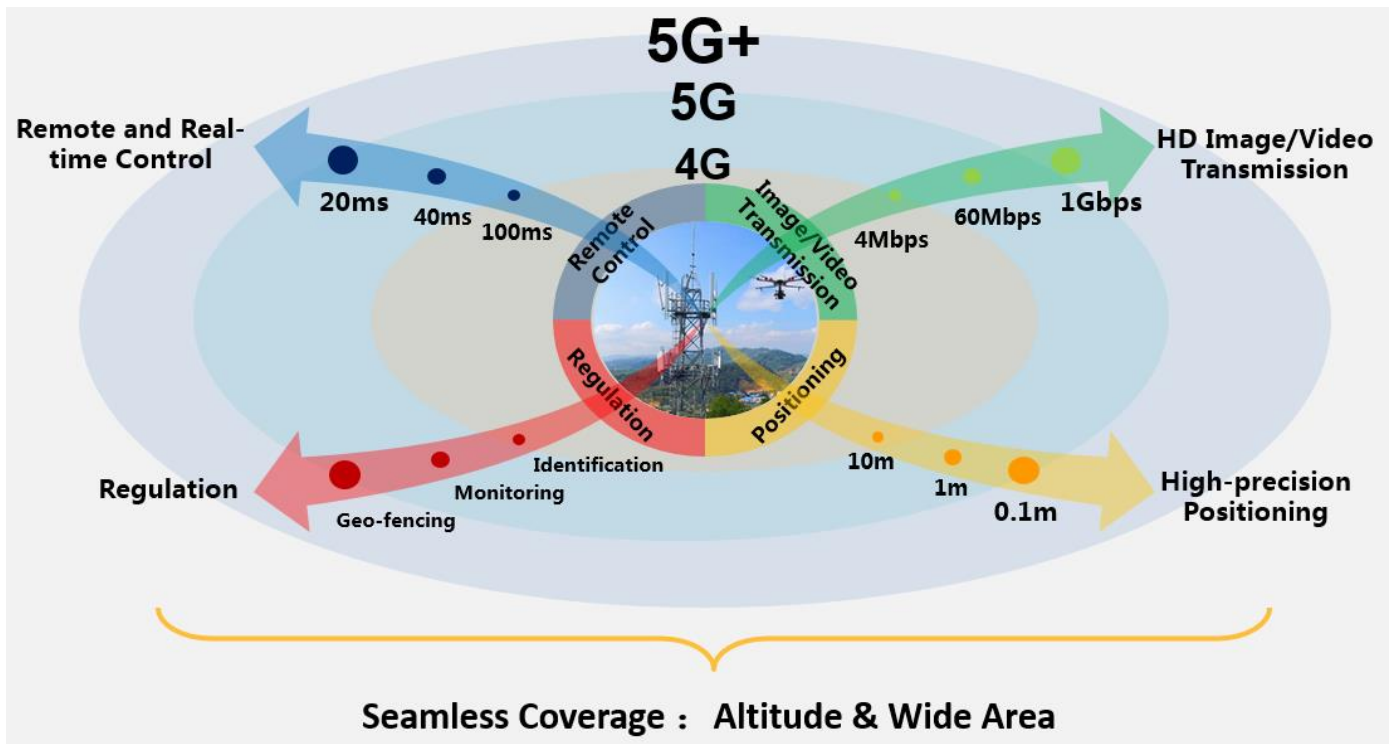 5G+
5G
4G
Remote and Real-
time Control
20ms
40ms
100ms
Remote
Control
Image/Video
Transmission
4Mbps
60Mbps
1Gbps
HD Image/Video
Transmission
Regulation
Positioning
Regulation
Identification
Monitoring
Geo-fencing
10m
1m
0.1m
High-precision
Positioning
Seamless Coverage： Altitude & Wide Area